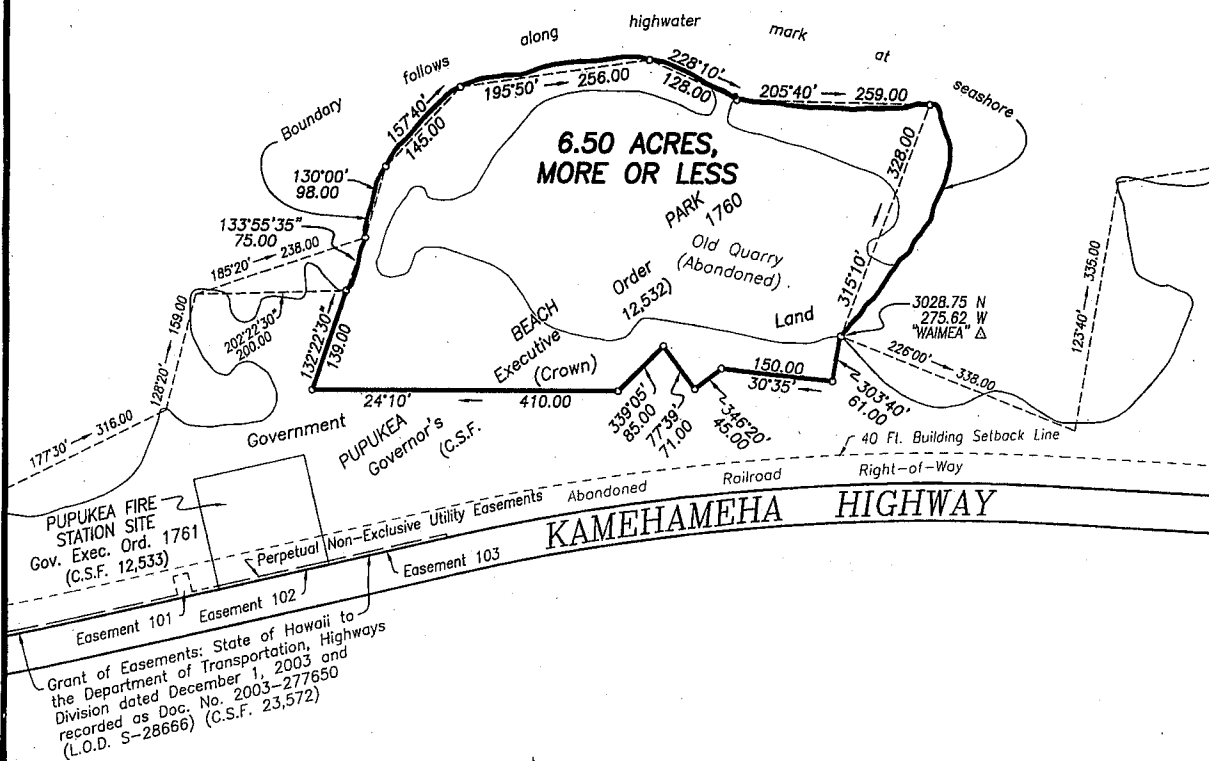 Boundary follows along highwater mark at seashore
157°40'
145.00
195°50' → 256.00
228°10'
128.00
205°40' → 259.00
130°00'
98.00
133°55'35"
75.00
185°20' → 238.00
202°22'30"
200.00
132°22'30"
139.00
128°20' → 159.00
177°30' → 316.00
6.50 ACRES,
MORE OR LESS
328.00
315°10'
3028.75 N
275.62 W
"WAIMEA" △
226°00'
338.00
123°40' → 335.00
303°40'
61.00
150.00
30°35'
346°20'
45.00
77°39'
71.00
339°05'
85.00
24°10' 410.00
Government (Crown) Land
PUPUKEA BEACH PARK
Governor's Executive Order 1760
(C.S.F. 12,532)
Old Quarry
(Abandoned)
40 Ft. Building Setback Line
Abandoned Railroad Right-of-Way
KAMEHAMEHA HIGHWAY
PUPUKEA FIRE
STATION SITE
Gov. Exec. Ord. 1761
(C.S.F. 12,533)
Perpetual Non-Exclusive Utility Easements
Easement 101
Easement 102
Easement 103
Grant of Easements: State of Hawaii to
the Department of Transportation, Highways
Division dated December 1, 2003 and
recorded as Doc. No. 2003-277650
(L.O.D. S-28666) (C.S.F. 23,572)